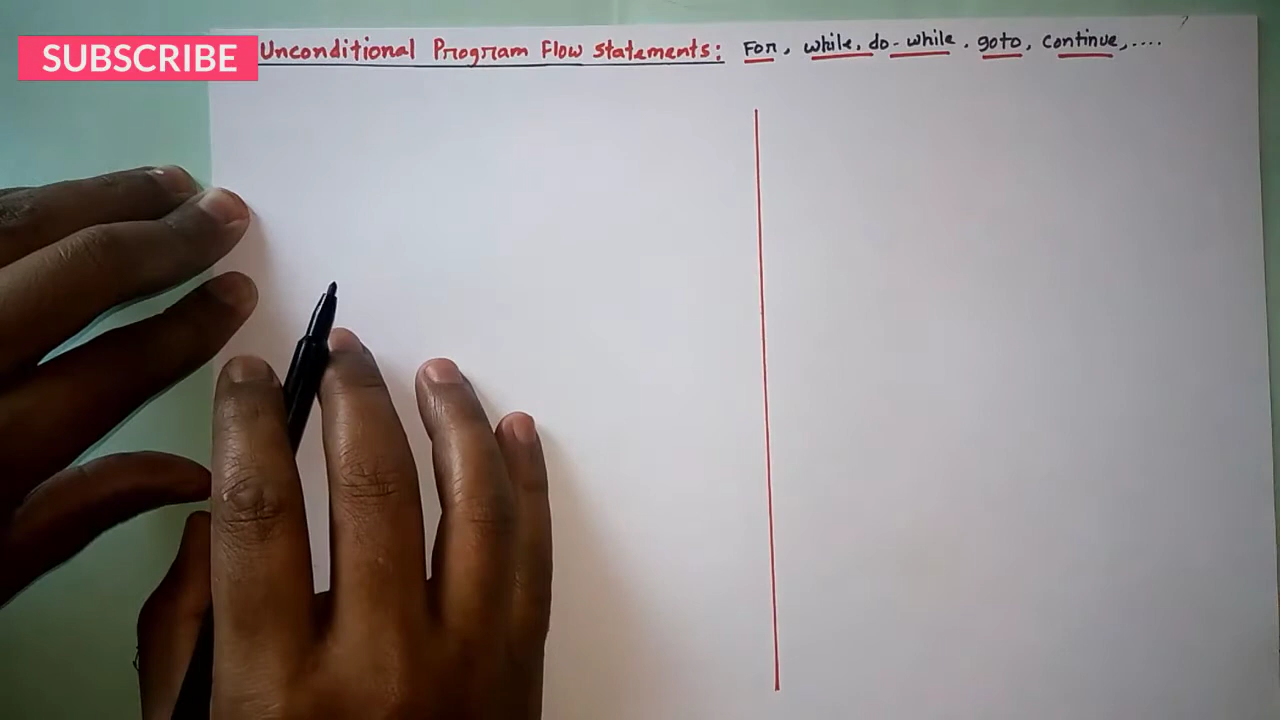 SUBSCRIBE
Unconditional Program Flow statements: For, while, do-while, goto, continue,....